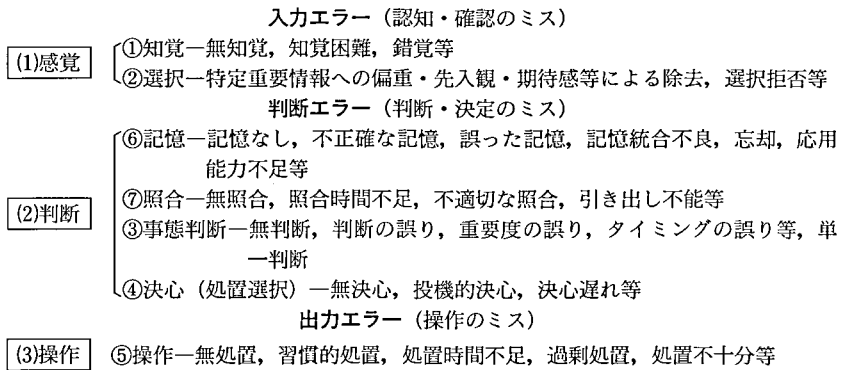 入力エラー（認知・確認のミス）
(1)感覚
①知覚―無知覚，知覚困難，錯覚等
②選択―特定重要情報への偏重・先入観・期待感等による除去，選択拒否等
判断エラー（判断・決定のミス）
(2)判断
⑥記憶―記憶なし，不正確な記憶，誤った記憶，記憶統合不良，忘却，応用
能力不足等
⑦照合―無照合，照合時間不足，不適切な照合，引き出し不能等
③事態判断―無判断，判断の誤り，重要度の誤り，タイミングの誤り等，単
一判断
④決心（処置選択）―無決心，投機的決心，決心遅れ等
出力エラー（操作のミス）
(3)操作 ⑤操作―無処置，習慣的処置，処置時間不足，過剰処置，処置不十分等